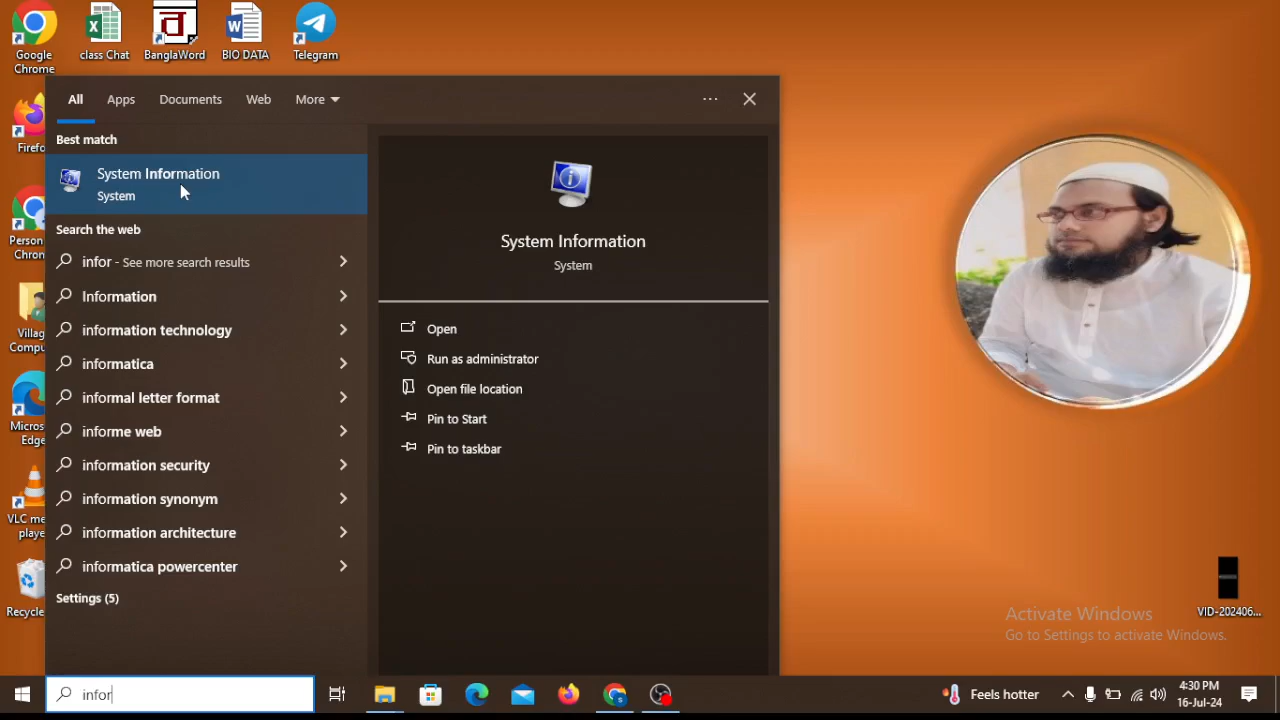 Google
Chrome
class Chat
BanglaWord
BIO DATA
Telegram
All
Apps
Documents
Web
More
Best match
System Information
System
Search the web
infor - See more search results
Information
information technology
informatica
informal letter format
informe web
information security
information synonym
information architecture
informatica powercenter
Settings (5)
System Information
System
Open
Run as administrator
Open file location
Pin to Start
Pin to taskbar
Firefo
Person
Chron
Villag
Compu
Micros
Edg
VLC me
playe
Recycle
VID-202406...
Activate Windows
Go to Settings to activate Windows.
infor
Feels hotter
4:30 PM
16-Jul-24